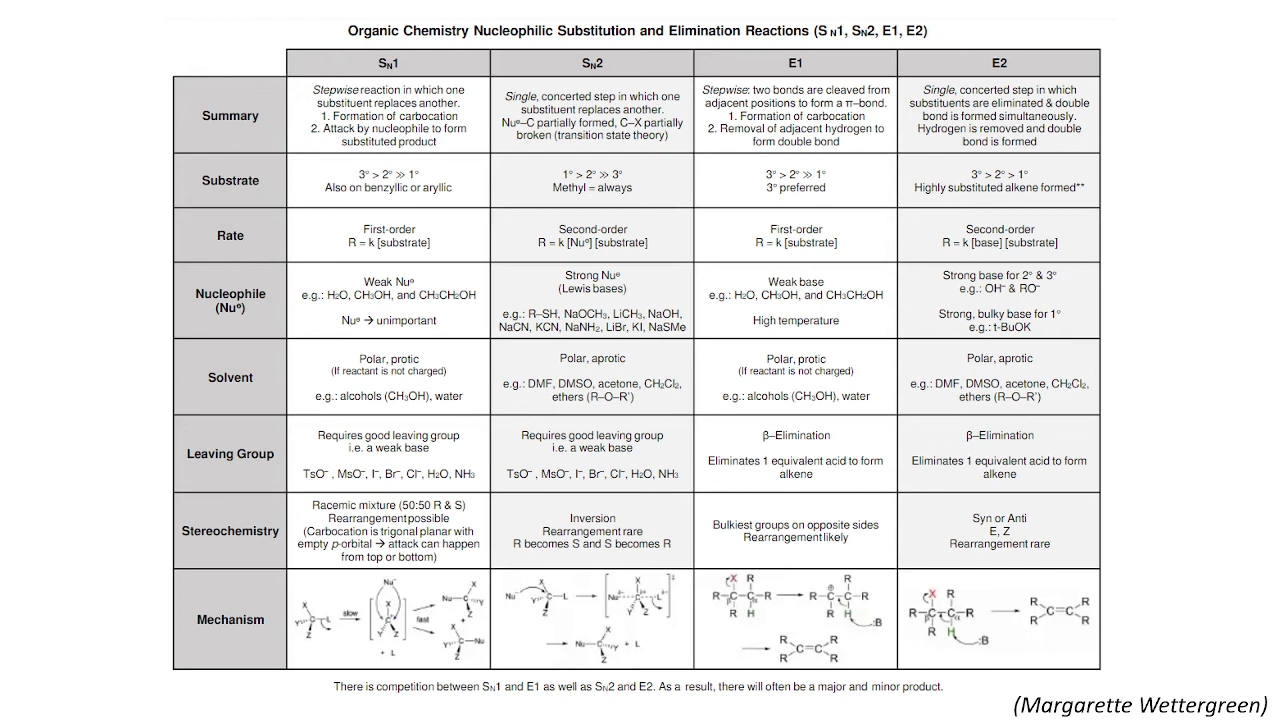 Organic Chemistry Nucleophilic Substitution and Elimination Reactions (SN1, SN2, E1, E2)
SN1
SN2
E1
E2
Summary
Stepwise reaction in which one
substituent replaces another.
1. Formation of carbocation
2. Attack by nucleophile to form
substituted product
Single, concerted step in which one
substituent replaces another.
Nu⊖–C partially formed, C–X partially
broken (transition state theory)
Stepwise: two bonds are cleaved from
adjacent positions to form a π–bond.
1. Formation of carbocation
2. Removal of adjacent hydrogen to
form double bond
Single, concerted step in which
substituents are eliminated & double
bond is formed simultaneously.
Hydrogen is removed and double
bond is formed
Substrate
3° > 2° ≫ 1°
Also on benzyllic or aryllic
1° > 2° ≫ 3°
Methyl = always
3° > 2° ≫ 1°
3° preferred
3° > 2° > 1°
Highly substituted alkene formed**
Rate
First-order
R = k [substrate]
Second-order
R = k [Nu⊖] [substrate]
First-order
R = k [substrate]
Second-order
R = k [base] [substrate]
Nucleophile
(Nu⊖)
Weak Nu⊖
e.g.: H2O, CH3OH, and CH3CH2OH
Nu⊖ → unimportant
Strong Nu⊖
(Lewis bases)
e.g.: R–SH, NaOCH3, LiCH3, NaOH,
NaCN, KCN, NaNH2, LiBr, KI, NaSMe
Weak base
e.g.: H2O, CH3OH, and CH3CH2OH
High temperature
Strong base for 2° & 3°
e.g.: OH⁻ & RO⁻
Strong, bulky base for 1°
e.g.: t-BuOK
Solvent
Polar, protic
(If reactant is not charged)
e.g.: alcohols (CH3OH), water
Polar, aprotic
e.g.: DMF, DMSO, acetone, CH2Cl2,
ethers (R–O–R')
Polar, protic
(If reactant is not charged)
e.g.: alcohols (CH3OH), water
Polar, aprotic
e.g.: DMF, DMSO, acetone, CH2Cl2,
ethers (R–O–R')
Leaving Group
Requires good leaving group
i.e. a weak base
TsO⁻ , MsO⁻, I⁻, Br⁻, Cl⁻, H2O, NH3
Requires good leaving group
i.e. a weak base
TsO⁻ , MsO⁻, I⁻, Br⁻, Cl⁻, H2O, NH3
β–Elimination
Eliminates 1 equivalent acid to form
alkene
β–Elimination
Eliminates 1 equivalent acid to form
alkene
Stereochemistry
Racemic mixture (50:50 R & S)
Rearrangement possible
(Carbocation is trigonal planar with
empty p-orbital → attack can happen
from top or bottom)
Inversion
Rearrangement rare
R becomes S and S becomes R
Bulkiest groups on opposite sides
Rearrangement likely
Syn or Anti
E, Z
Rearrangement rare
Mechanism
slow
fast
There is competition between SN1 and E1 as well as SN2 and E2. As a result, there will often be a major and minor product.
(Margarette Wettergreen)